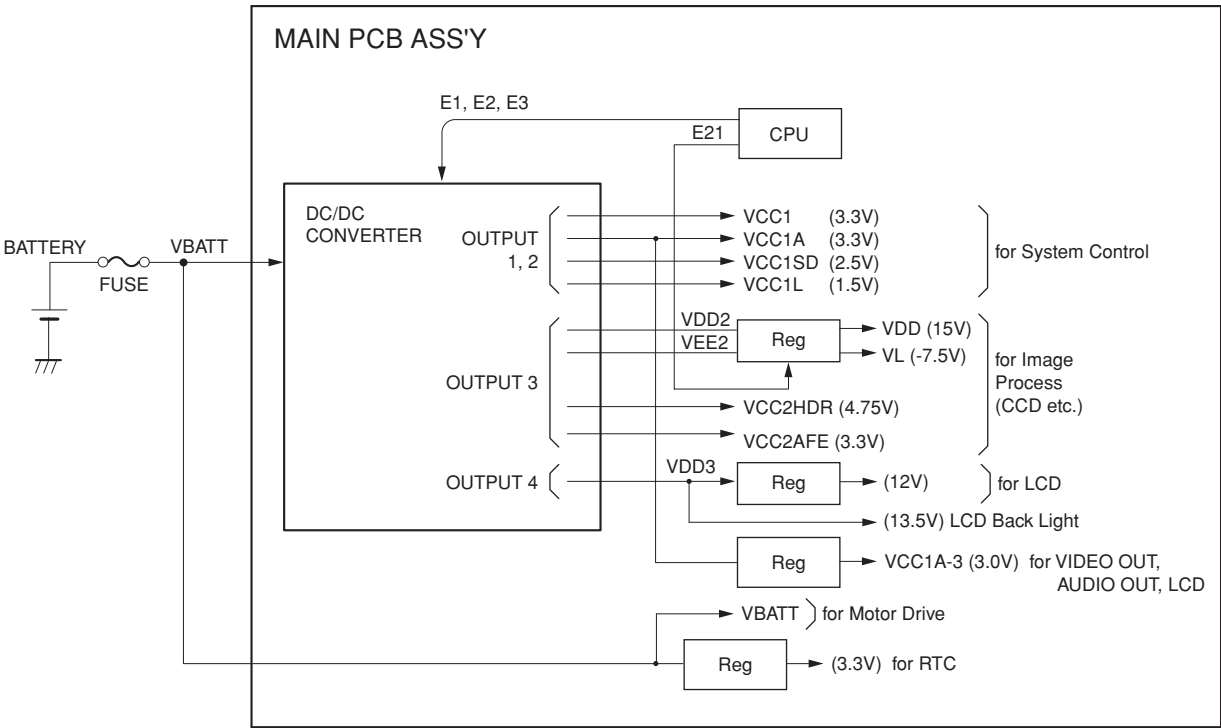 MAIN PCB ASS'Y
E1, E2, E3
E21
CPU
DC/DC
CONVERTER
OUTPUT
1, 2
VCC1 (3.3V)
VCC1A (3.3V)
VCC1SD (2.5V)
VCC1L (1.5V)
for System Control
BATTERY
VBATT
FUSE
VDD2
VEE2
Reg
VDD (15V)
VL (-7.5V)
for Image
Process
(CCD etc.)
OUTPUT 3
VCC2HDR (4.75V)
VCC2AFE (3.3V)
OUTPUT 4
VDD3
Reg
(12V)
for LCD
(13.5V) LCD Back Light
Reg
VCC1A-3 (3.0V) for VIDEO OUT,
AUDIO OUT, LCD
VBATT
for Motor Drive
Reg
(3.3V) for RTC